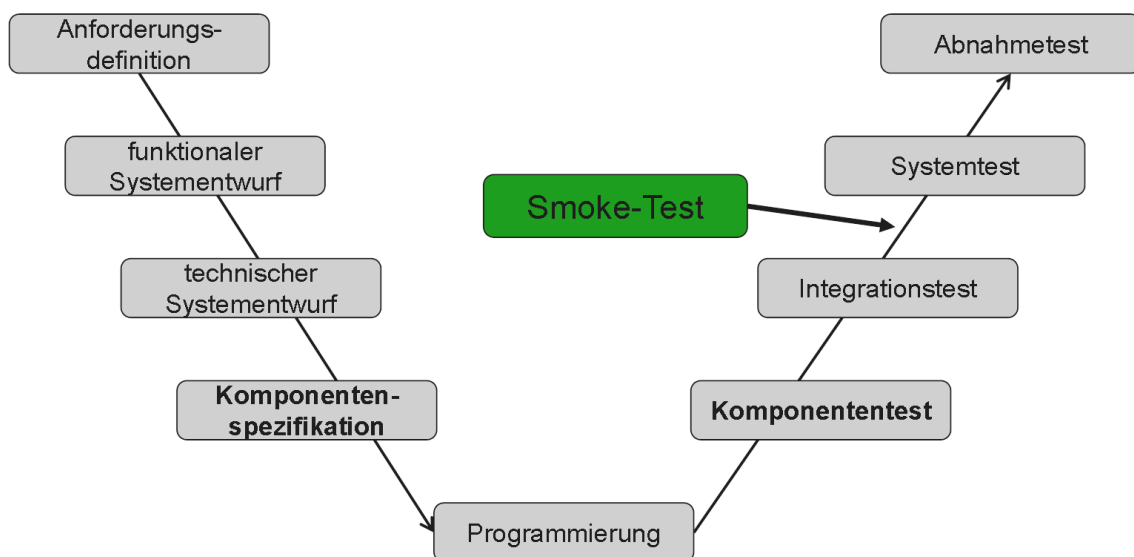 Anforderungs-
definition
Abnahmetest
funktionaler
Systementwurf
Systemtest
Smoke-Test
technischer
Systementwurf
Integrationstest
Komponenten-
spezifikation
Komponententest
Programmierung